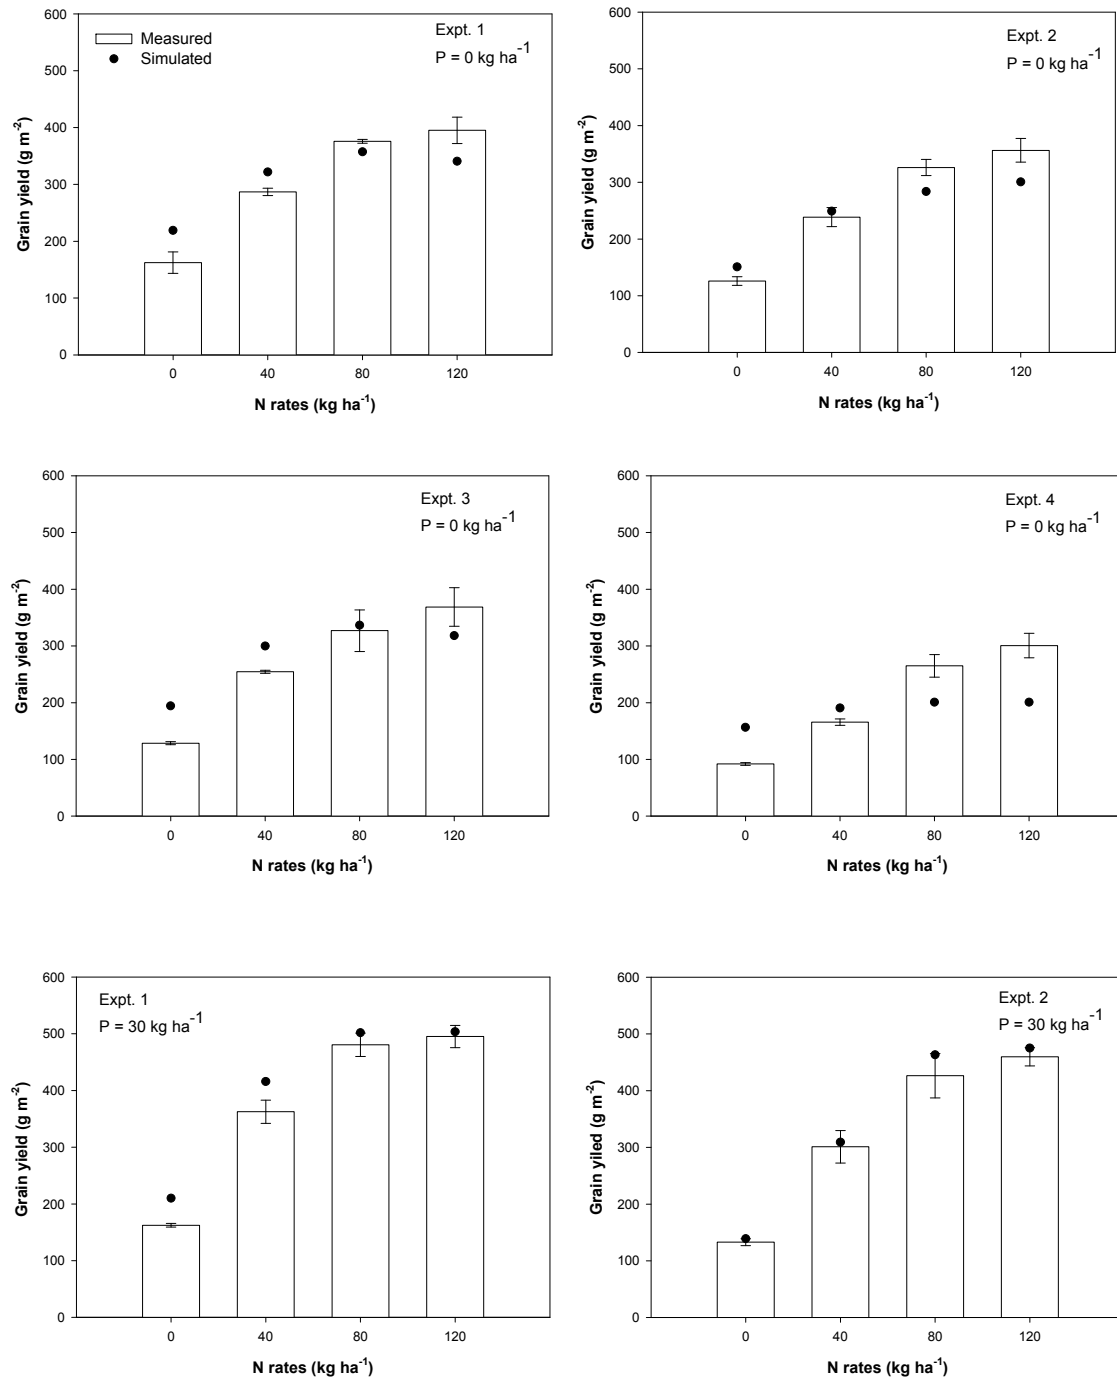 Measured
Simulated
Expt. 1
P = 0 kg ha⁻¹
600
500
400
300
200
100
0
Grain yield (g m⁻²)
0 40 80 120
N rates (kg ha⁻¹)
Expt. 2
P = 0 kg ha⁻¹
600
500
400
300
200
100
0
Grain yield (g m⁻²)
0 40 80 120
N rates (kg ha⁻¹)
Expt. 3
P = 0 kg ha⁻¹
600
500
400
300
200
100
0
Grain yield (g m⁻²)
0 40 80 120
N rates (kg ha⁻¹)
Expt. 4
P = 0 kg ha⁻¹
600
500
400
300
200
100
0
Grain yield (g m⁻²)
0 40 80 120
N rates (kg ha⁻¹)
Expt. 1
P = 30 kg ha⁻¹
600
500
400
300
200
100
0
Grain yield (g m⁻²)
0 40 80 120
N rates (kg ha⁻¹)
Expt. 2
P = 30 kg ha⁻¹
600
500
400
300
200
100
0
Grain yiled (g m⁻²)
0 40 80 120
N rates (kg ha⁻¹)